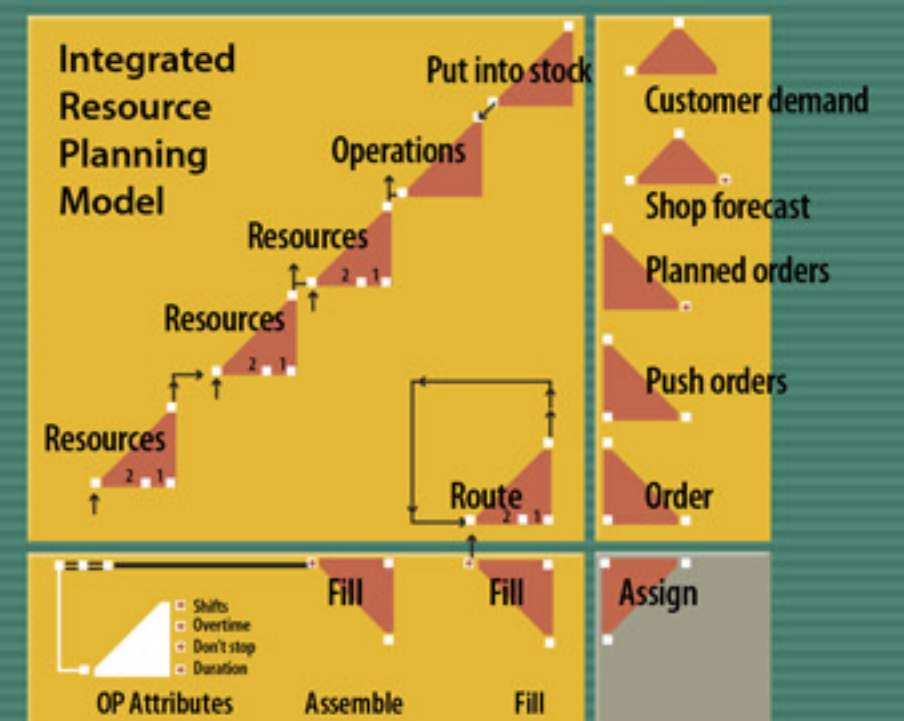 Integrated
Resource
Planning
Model
Put into stock
Operations
Resources
2 1
Resources
2 1
Resources
2 1
Route
2 1
Customer demand
Shop forecast
Planned orders
Push orders
Order
Shifts
Overtime
Don't stop
Duration
OP Attributes
Fill
Assemble
Fill
Fill
Assign